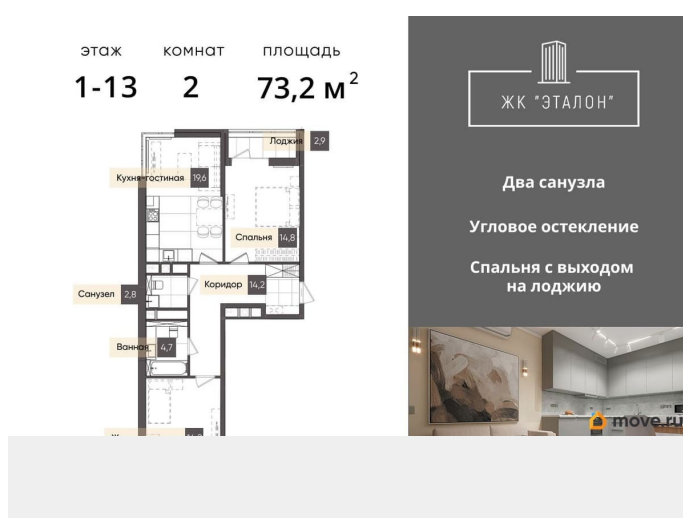 этаж комнат площадь
1-13 2 73,2 м²
Лоджия 2,9
Кухня-гостиная 19,6
Спальня 14,8
Коридор 14,2
Санузел 2,8
Ванная 4,7
ЖК "ЭТАЛОН"
Два санузла
Угловое остекление
Спальня с выходом
на лоджию
move.ru